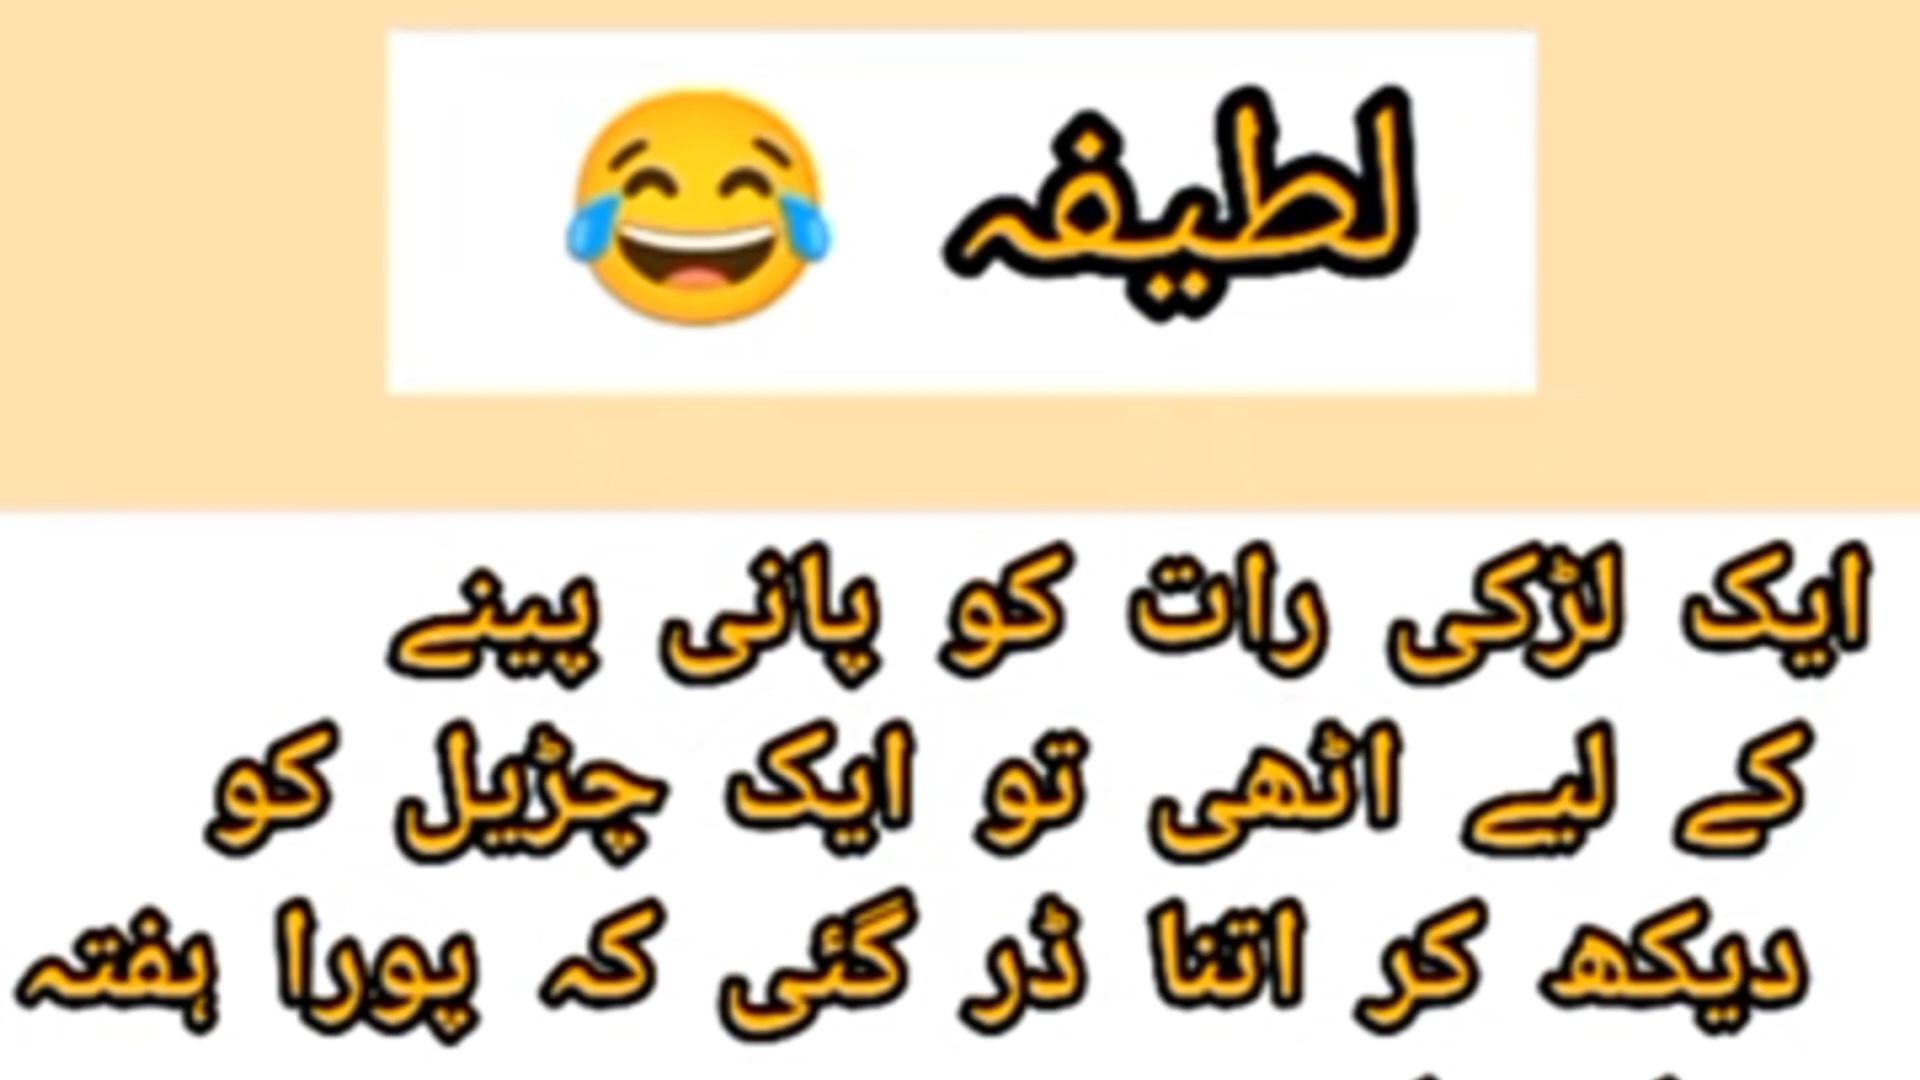 لطیفہ 😂
ایک لڑکی رات کو پانی پینے
کے لیے اٹھی تو ایک چڑیل کو
دیکھ کر اتنا ڈر گئی کہ پورا ہفتہ